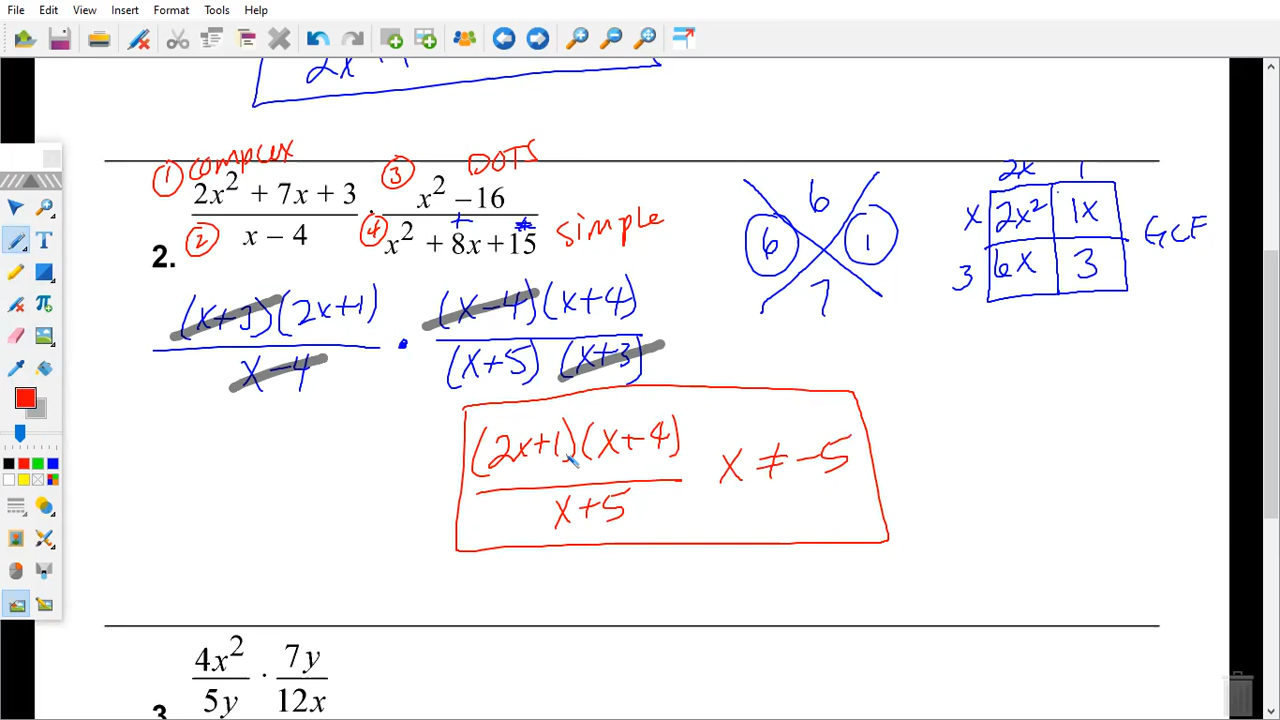 File Edit View Insert Format Tools Help
① complex ③ DOTS
2x² + 7x + 3 x² − 16
② x − 4 · ④ x² + 8x + 15 simple
+ *
2.
(x+3)(2x+1) (x−4)(x+4)
x−4 • (x+5)(x+3)
6
6 1
7
2x 1
x 2x² 1x
3 6x 3
GCF
(2x+1)(x+4)
x+5
x ≠ −5
4x² 7y
5y · 12x
3